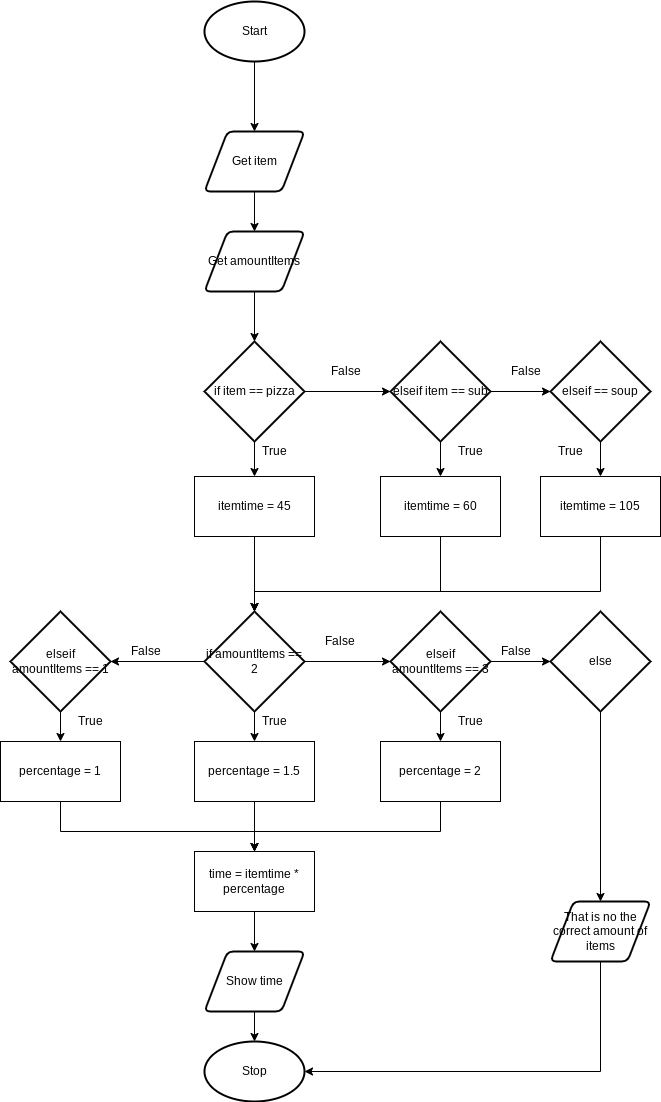 Start
Get item
Get amountItems
if item == pizza
False
elseif item == sub
False
elseif == soup
True
True
True
itemtime = 45
itemtime = 60
itemtime = 105
elseif
amountItems == 1
False
if amountItems ==
2
False
elseif
amountItems == 3
False
else
True
True
True
percentage = 1
percentage = 1.5
percentage = 2
time = itemtime *
percentage
That is no the
correct amount of
items
Show time
Stop